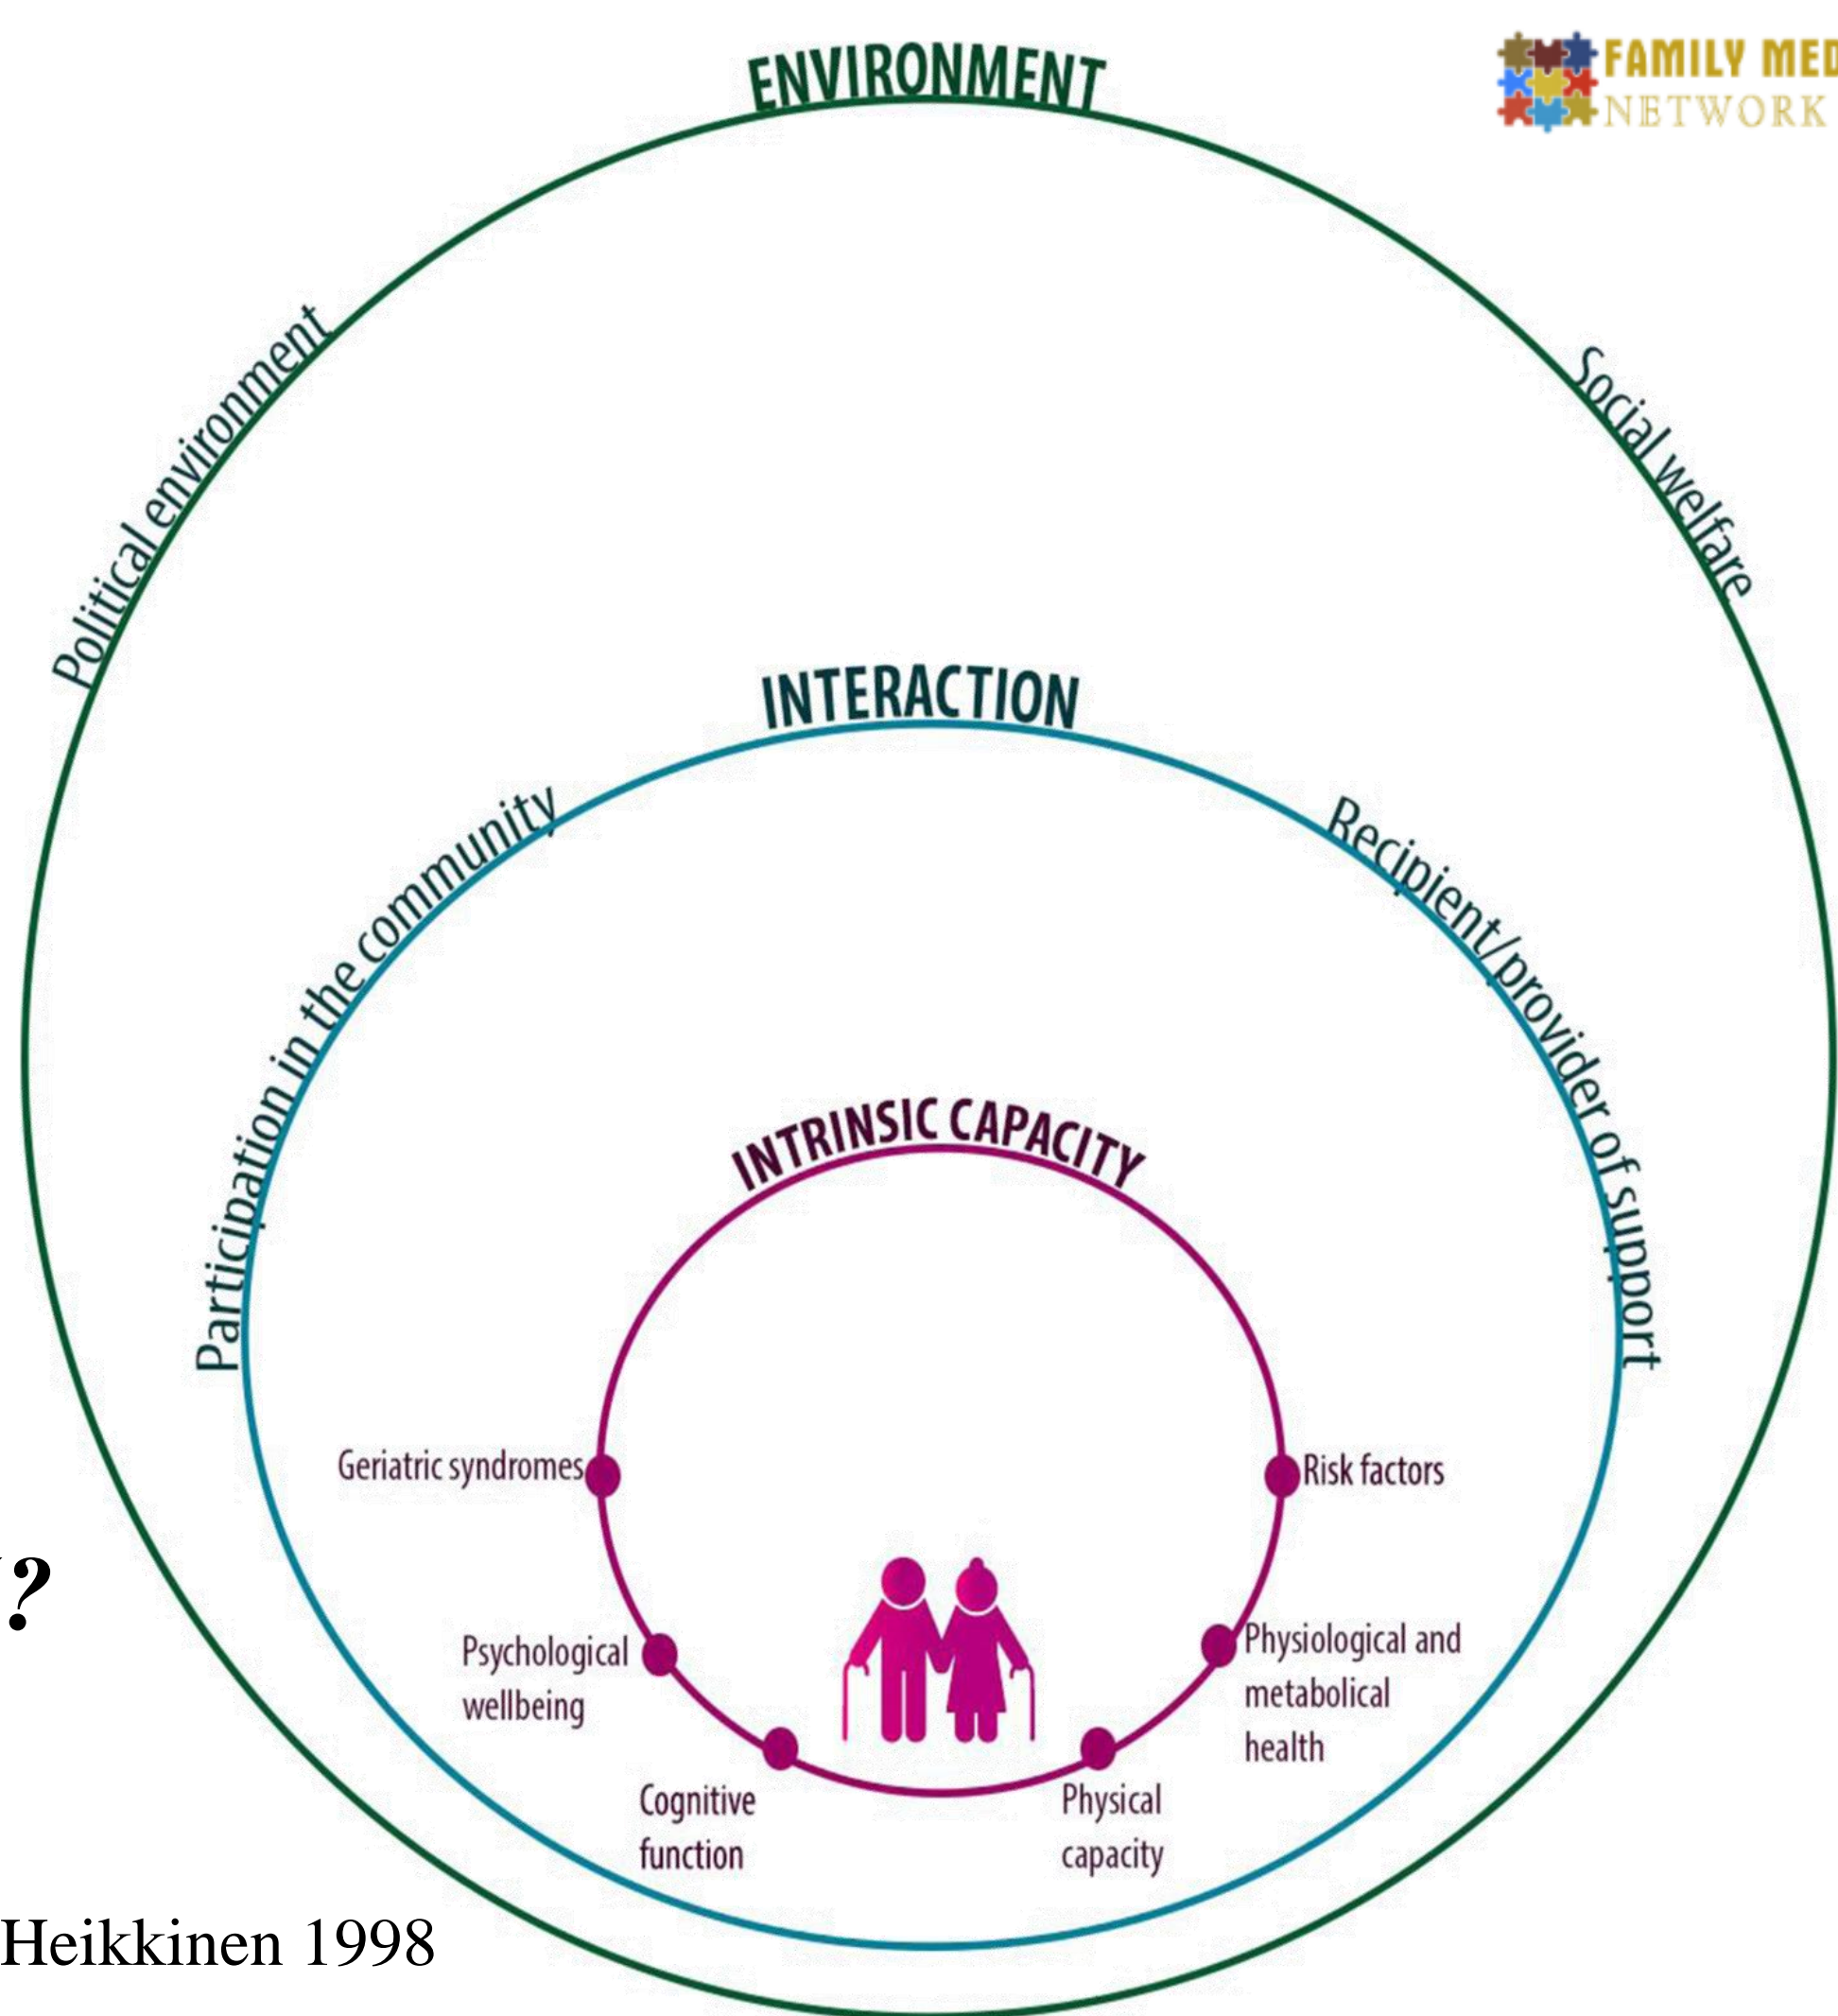 ENVIRONMENT
FAMILY MED
NETWORK
Political environment
Social welfare
INTERACTION
Participation in the community
Recipient/provider of support
INTRINSIC CAPACITY
Geriatric syndromes
Risk factors
?
Psychological
wellbeing
Physiological and
metabolical
health
Cognitive
function
Physical
capacity
Heikkinen 1998